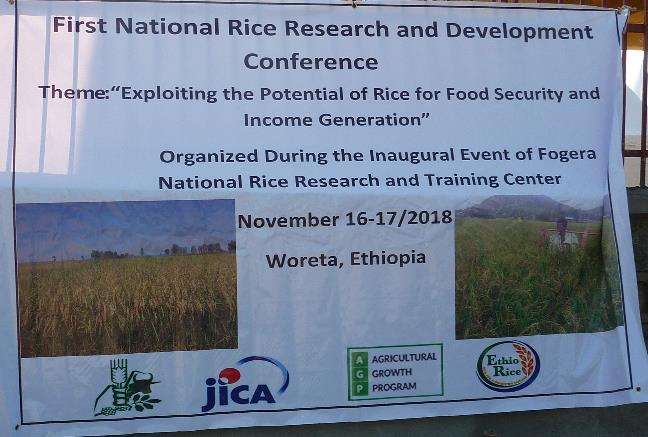 First National Rice Research and Development
Conference
Theme:"Exploiting the Potential of Rice for Food Security and
Income Generation"
Organized During the Inaugural Event of Fogera
National Rice Research and Training Center
November 16-17/2018
Woreta, Ethiopia
jICA
A AGRICULTURAL
G GROWTH
P PROGRAM
Ethio
Rice